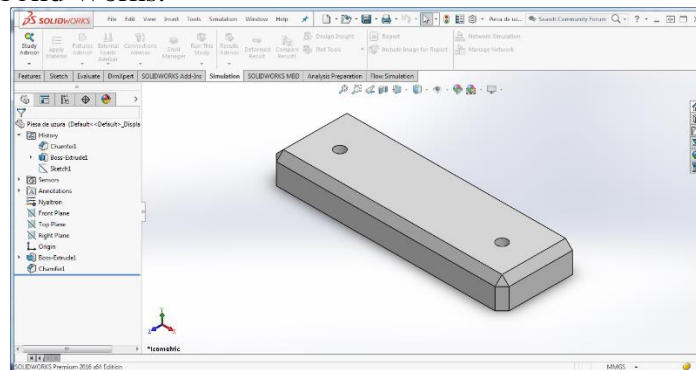 SOLIDWORKS File Edit View Insert Tools Simulation Window Help Search Community Forum
Study Advisor
Apply Material
Fixtures Advisor
External Loads Advisor
Connections Advisor
Shell Manager
Run This Study
Results Advisor
Deformed Result
Compare Results
Design Insight
Plot Tools
Report
Include Image for Report
Network Simulation
Manage Network
Features Sketch Evaluate DimXpert SOLIDWORKS Add-Ins Simulation SOLIDWORKS MBD Analysis Preparation Flow Simulation
Piesa de uzura (Default<<Default>_Displa
History
Chamfer1
Boss-Extrude1
Sketch1
Sensors
Annotations
Nyatron
Front Plane
Top Plane
Right Plane
Origin
Boss-Extrude1
Chamfer1
*Isometric
SOLIDWORKS Premium 2016 x64 Edition MMGS